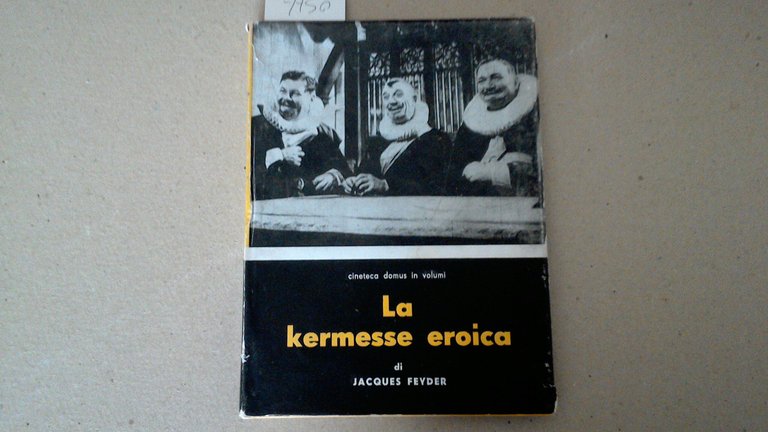 cineteca domus in volumi
La
kermesse eroica
di
JACQUES FEYDER